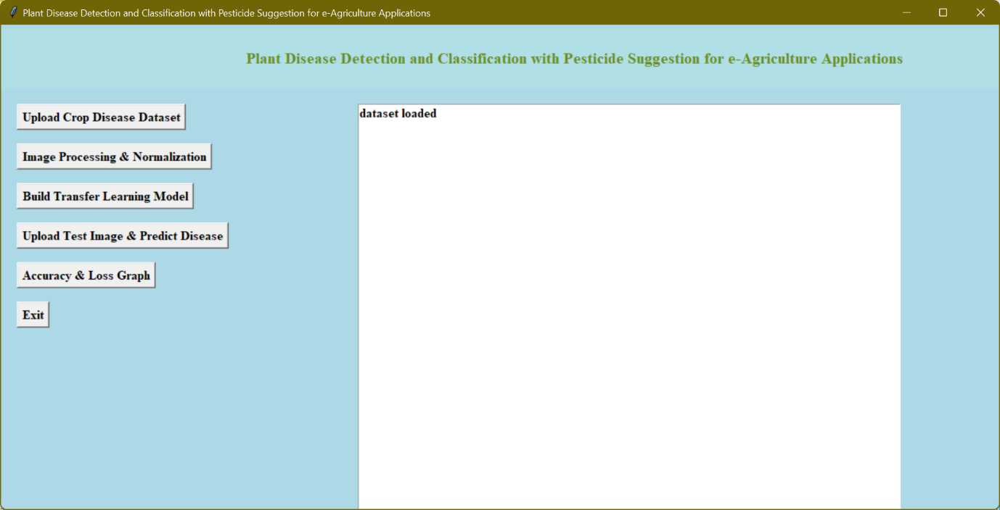 Plant Disease Detection and Classification with Pesticide Suggestion for e-Agriculture Applications
Plant Disease Detection and Classification with Pesticide Suggestion for e-Agriculture Applications
Upload Crop Disease Dataset
dataset loaded
Image Processing & Normalization
Build Transfer Learning Model
Upload Test Image & Predict Disease
Accuracy & Loss Graph
Exit